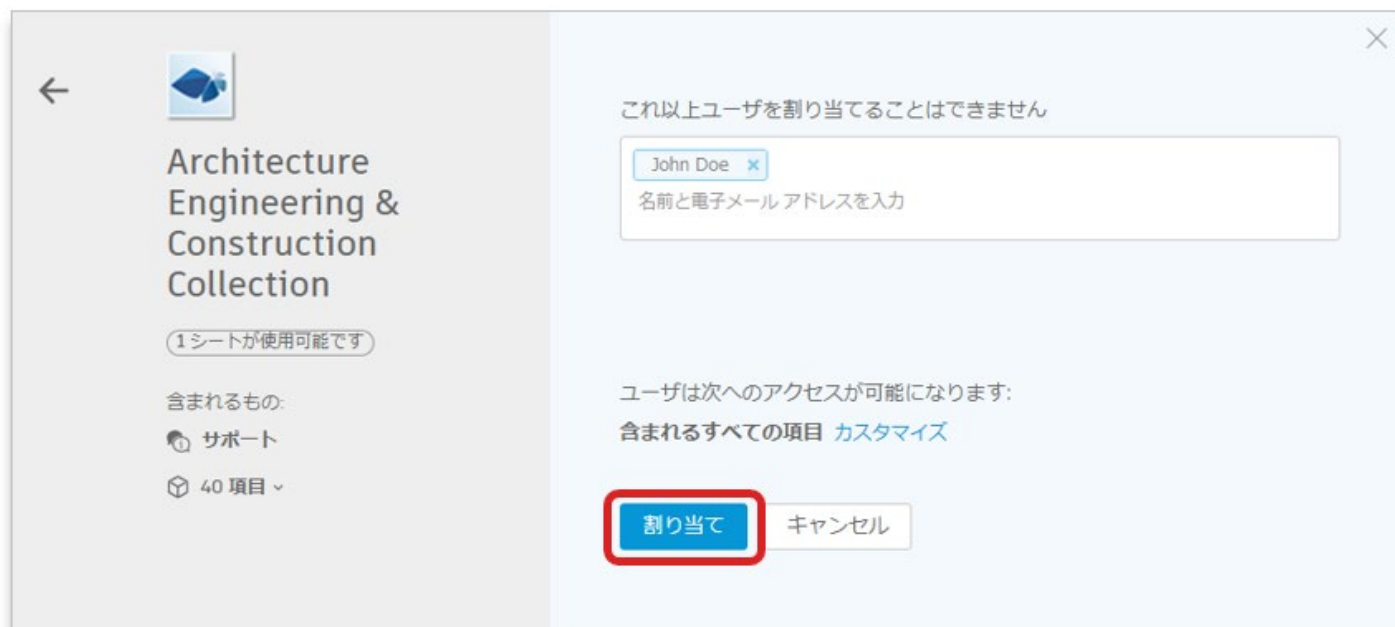 Architecture
Engineering &
Construction
Collection
1 シートが使用可能です
含まれるもの:
サポート
40 項目
これ以上ユーザを割り当てることはできません
John Doe ×
名前と電子メール アドレスを入力
ユーザは次へのアクセスが可能になります:
含まれるすべての項目 カスタマイズ
割り当て キャンセル